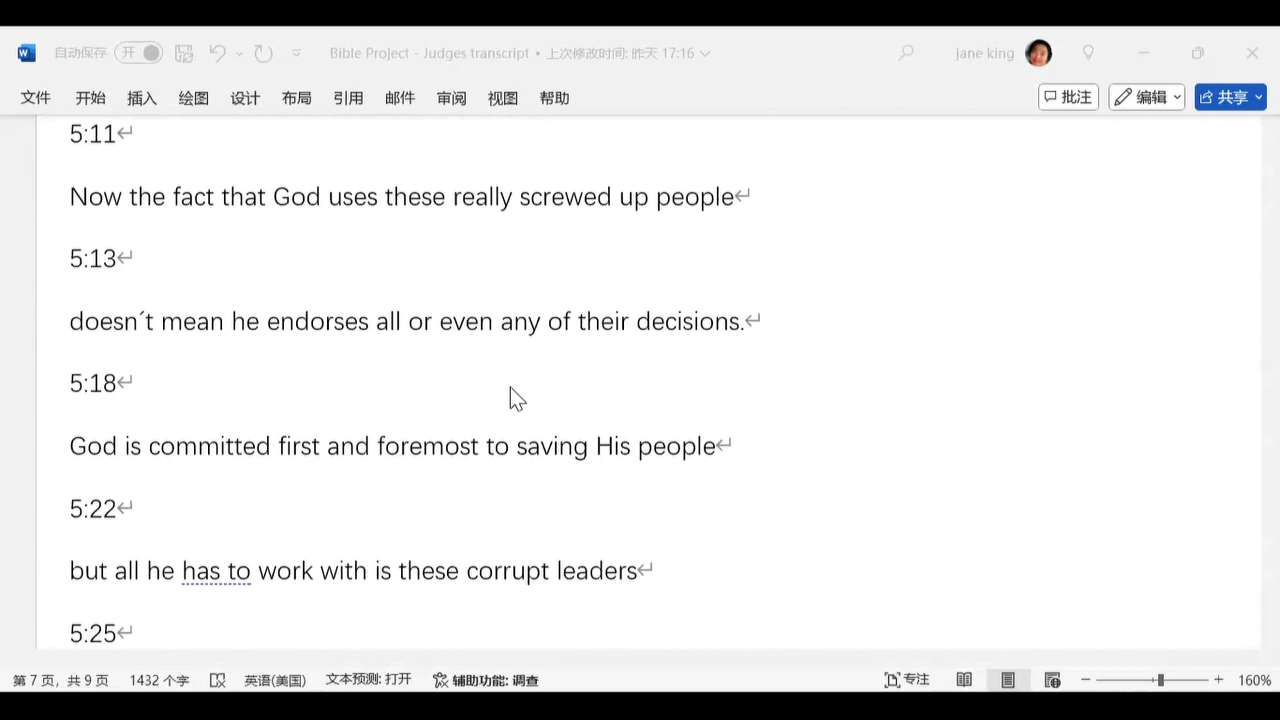 自动保存 开 Bible Project - Judges transcript • 上次修改时间: 昨天 17:16 jane king
文件 开始 插入 绘图 设计 布局 引用 邮件 审阅 视图 帮助 批注 编辑 共享
5:11↵
Now the fact that God uses these really screwed up people↵
5:13↵
doesn´t mean he endorses all or even any of their decisions.↵
5:18↵
God is committed first and foremost to saving His people↵
5:22↵
but all he has to work with is these corrupt leaders↵
5:25↵
第 7 页，共 9 页 1432 个字 英语(美国) 文本预测: 打开 辅助功能: 调查 专注 160%